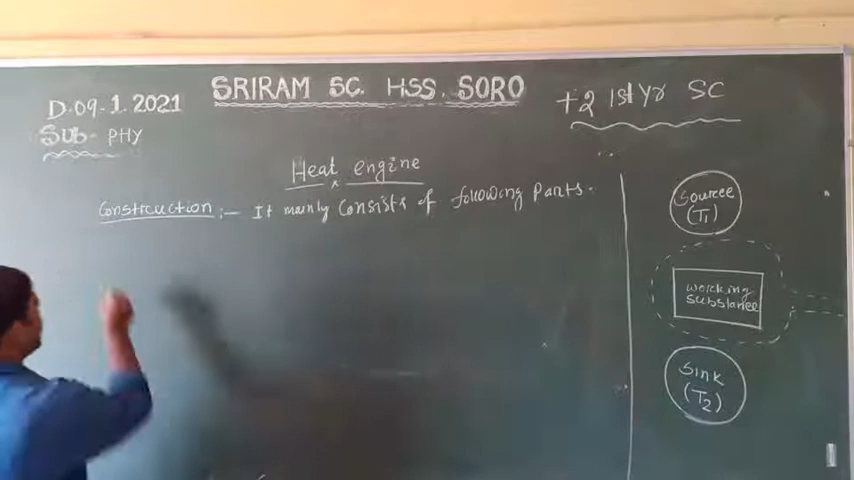 SRIRAM SC. HSS. SORO
+2 1st Yr SC
D-09-1-2021
Sub- PHY
Heat engine
Construction :- It mainly consists of following parts.
Source
(T1)
working
substance
Sink
(T2)